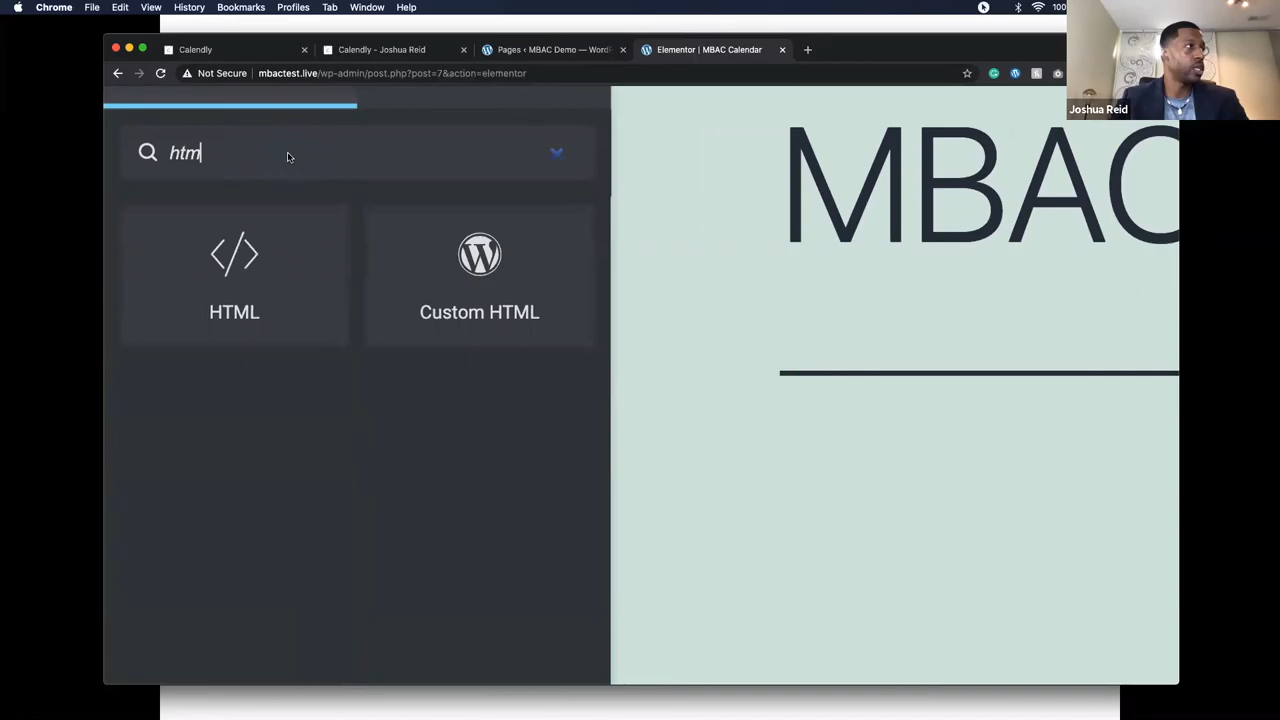 Chrome File Edit View History Bookmarks Profiles Tab Window Help
100
Calendly
Calendly - Joshua Reid
Pages ‹ MBAC Demo — WordP
Elementor | MBAC Calendar
Not Secure
mbactest.live/wp-admin/post.php?post=7&action=elementor
Joshua Reid
htm
MBAC
HTML
Custom HTML